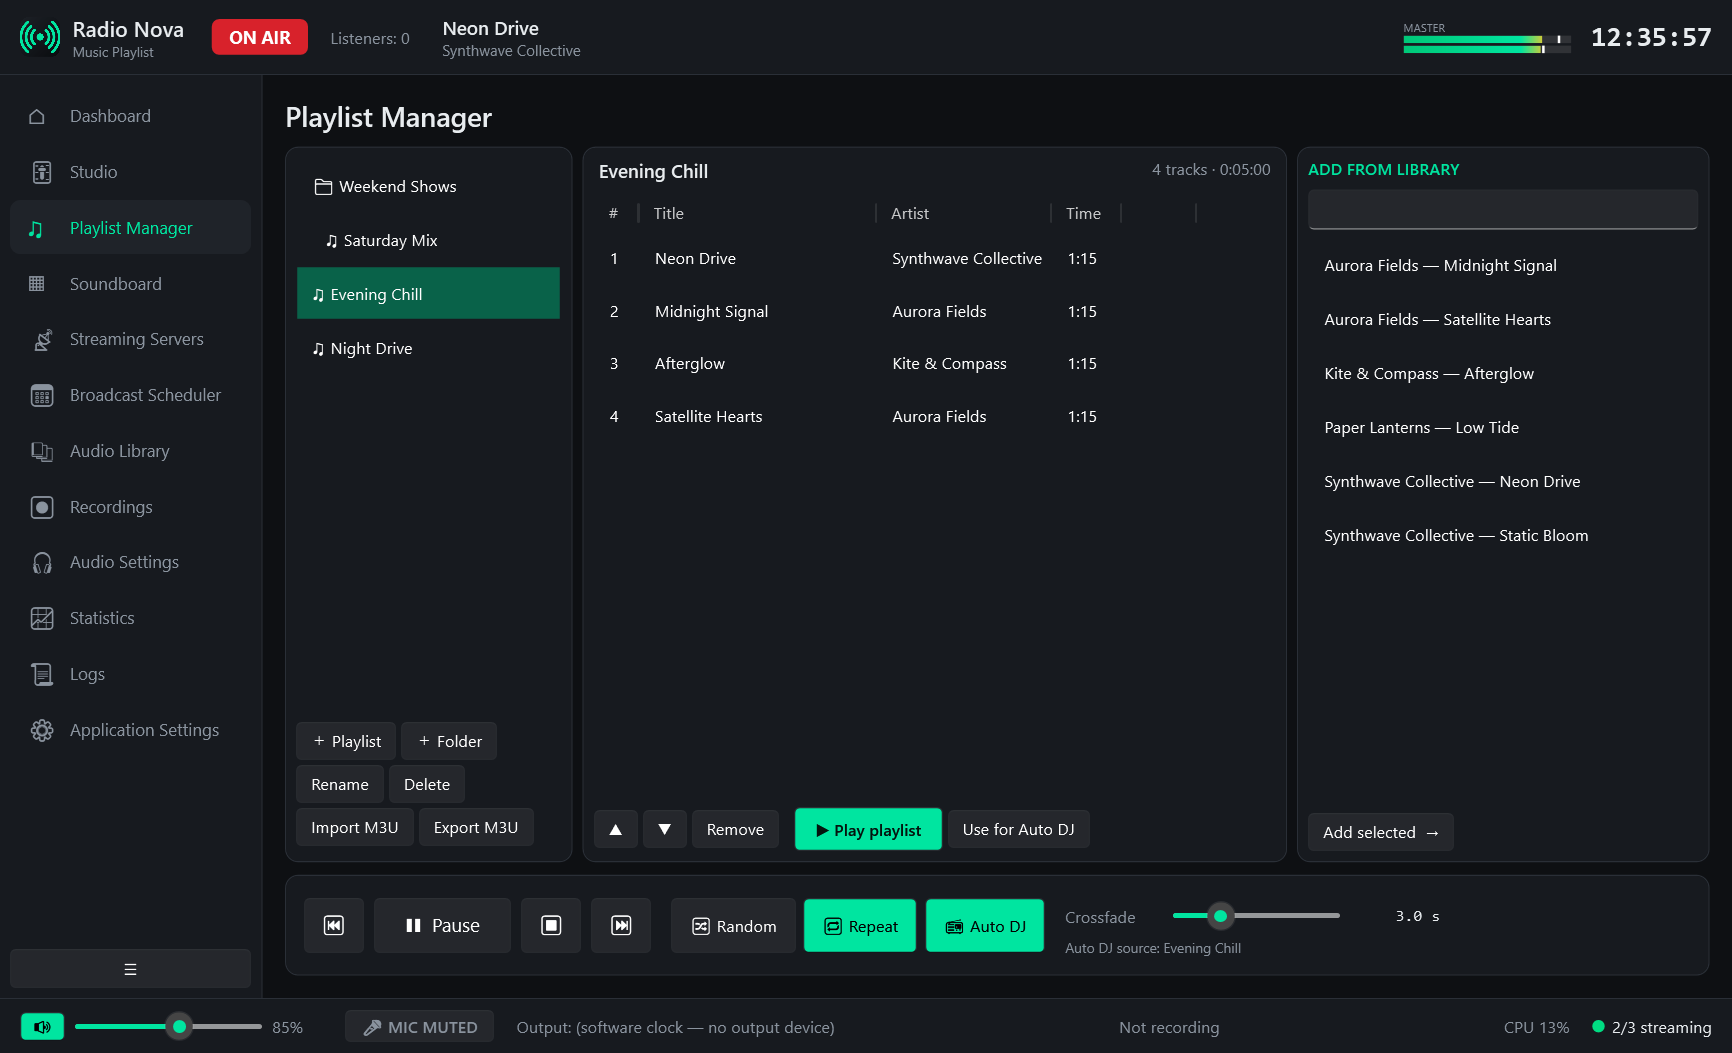 Radio Nova
Music Playlist
ON AIR
Listeners: 0
Neon Drive
Synthwave Collective
MASTER
12:35:57
Dashboard
Studio
Playlist Manager
Soundboard
Streaming Servers
Broadcast Scheduler
Audio Library
Recordings
Audio Settings
Statistics
Logs
Application Settings
Playlist Manager
Weekend Shows
Saturday Mix
Evening Chill
Night Drive
+ Playlist
+ Folder
Rename
Delete
Import M3U
Export M3U
Evening Chill
4 tracks · 0:05:00
# Title Artist Time
1 Neon Drive Synthwave Collective 1:15
2 Midnight Signal Aurora Fields 1:15
3 Afterglow Kite & Compass 1:15
4 Satellite Hearts Aurora Fields 1:15
▲ ▼ Remove
▶ Play playlist
Use for Auto DJ
ADD FROM LIBRARY
Aurora Fields — Midnight Signal
Aurora Fields — Satellite Hearts
Kite & Compass — Afterglow
Paper Lanterns — Low Tide
Synthwave Collective — Neon Drive
Synthwave Collective — Static Bloom
Add selected →
Pause
Random
Repeat
Auto DJ
Crossfade
3.0 s
Auto DJ source: Evening Chill
85%
MIC MUTED
Output: (software clock — no output device)
Not recording
CPU 13%
2/3 streaming